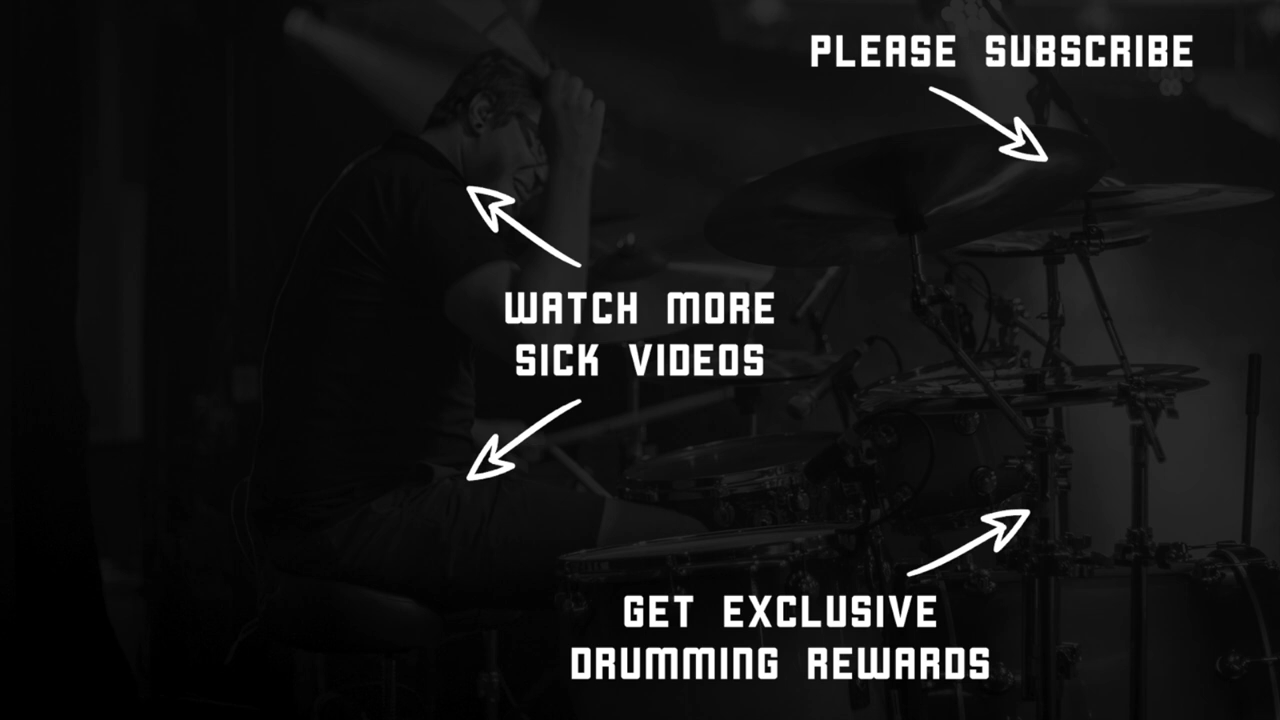 PLEASE SUBSCRIBE
WATCH MORE
SICK VIDEOS
GET EXCLUSIVE
DRUMMING REWARDS